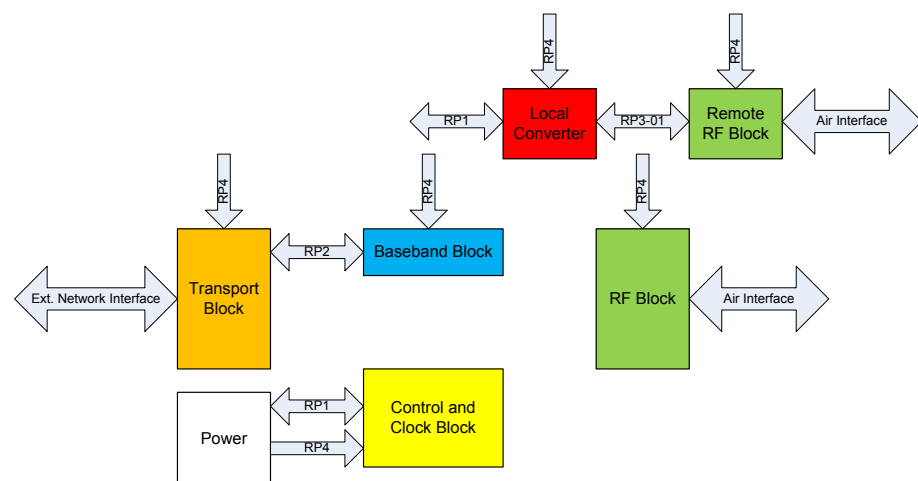 RP4
RP4
RP1
Local
Converter
RP3-01
Remote
RF Block
Air Interface
RP4
RP4
RP4
Ext. Network Interface
Transport
Block
RP2
Baseband Block
RF Block
Air Interface
Power
RP1
RP4
Control and
Clock Block